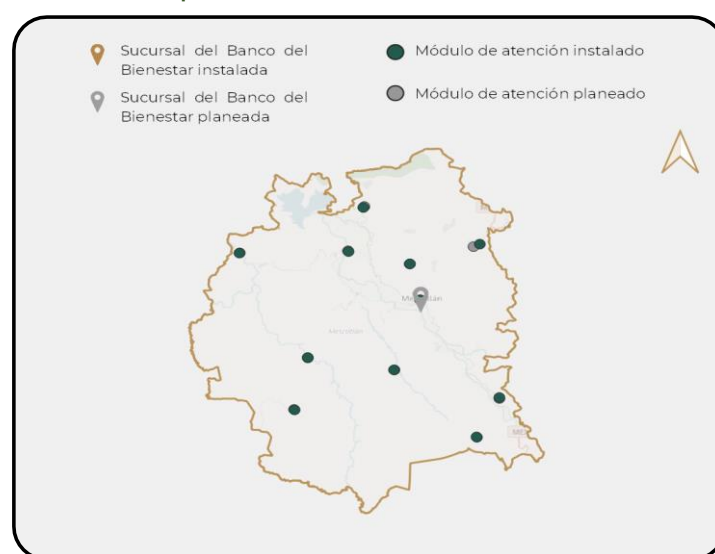 Sucursal del Banco del
Bienestar instalada
Sucursal del Banco del
Bienestar planeada
Módulo de atención instalado
Módulo de atención planeado